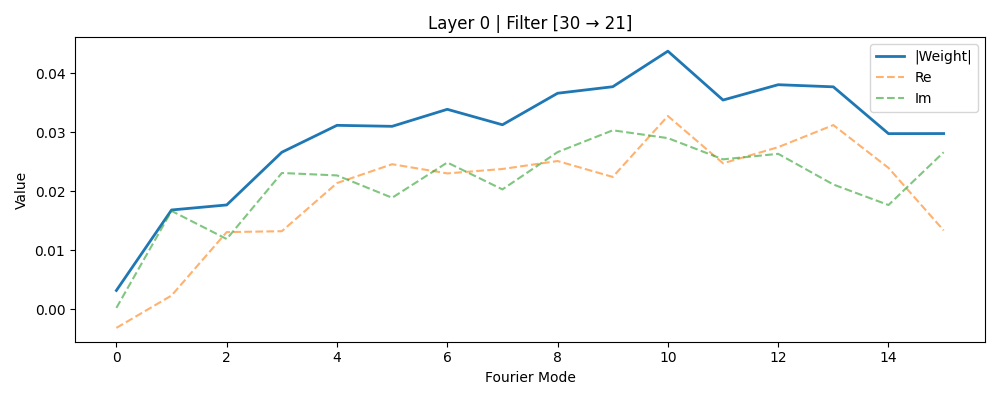 Layer 0 | Filter [30 → 21]
|Weight|
Re
Im
Value
0.04
0.03
0.02
0.01
0.00
0 2 4 6 8 10 12 14
Fourier Mode